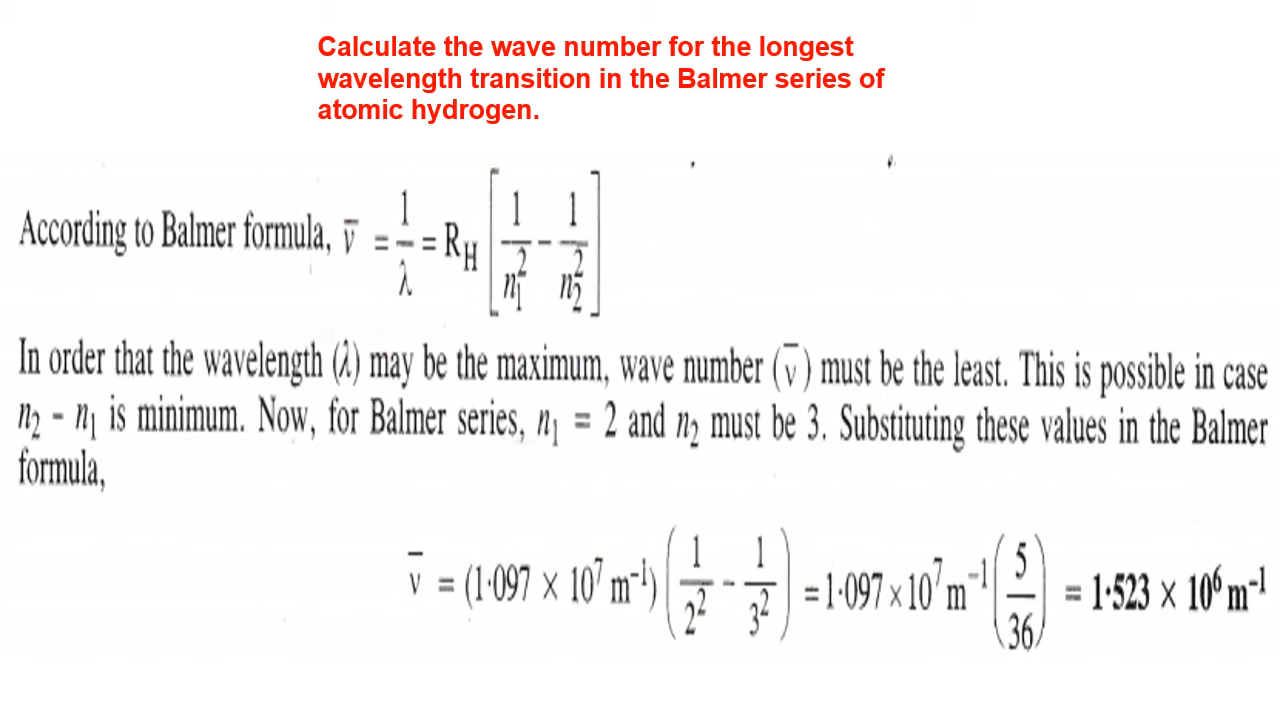 Calculate the wave number for the longest
wavelength transition in the Balmer series of
atomic hydrogen.
According to Balmer formula, ν̅ = 1/λ = R_H [1/n₁² − 1/n₂²]
In order that the wavelength (λ) may be the maximum, wave number (ν̅) must be the least. This is possible in case
n₂ − n₁ is minimum. Now, for Balmer series, n₁ = 2 and n₂ must be 3. Substituting these values in the Balmer
formula,
ν̅ = (1·097 × 10⁷ m⁻¹) (1/2² − 1/3²) = 1·097 × 10⁷ m⁻¹ (5/36) = 1·523 × 10⁶ m⁻¹